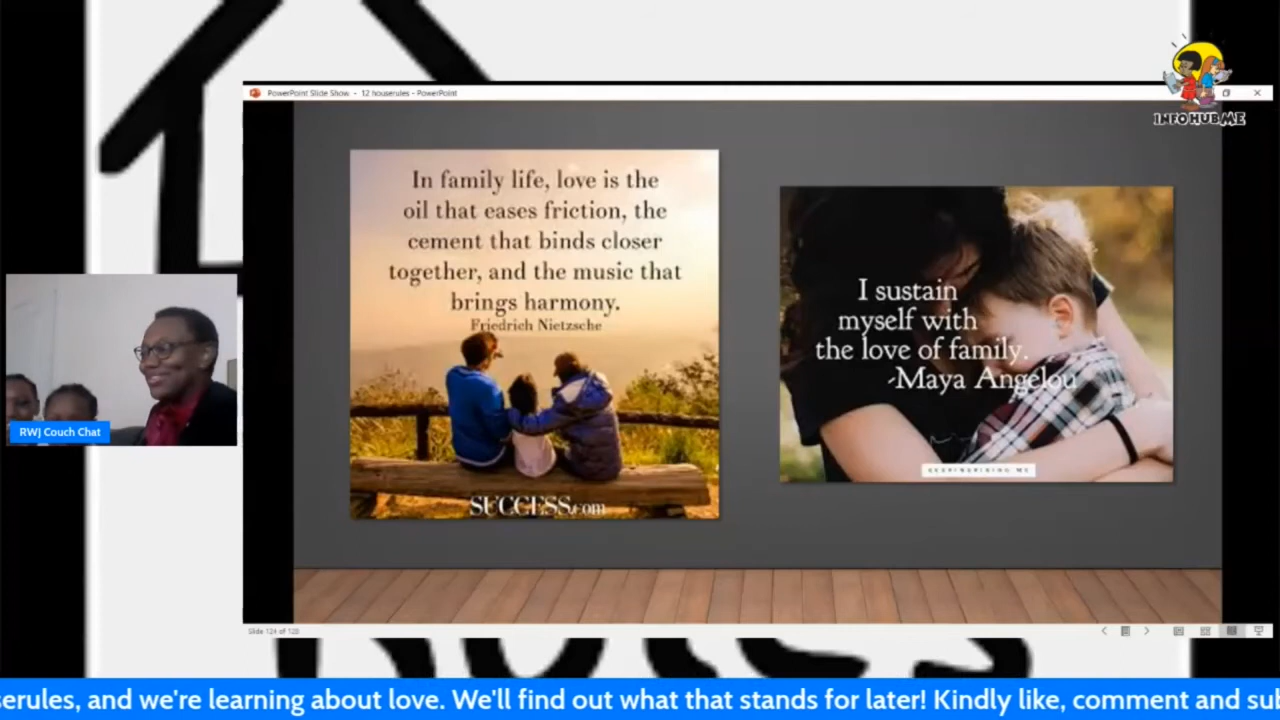 PowerPoint Slide Show - 12 houserules - PowerPoint
INFO HUB ME
In family life, love is the
oil that eases friction, the
cement that binds closer
together, and the music that
brings harmony.
Friedrich Nietzsche
SUCCESS.com
I sustain
myself with
the love of family.
-Maya Angelou
RWJ Couch Chat
serules, and we're learning about love. We'll find out what that stands for later! Kindly like, comment and sub